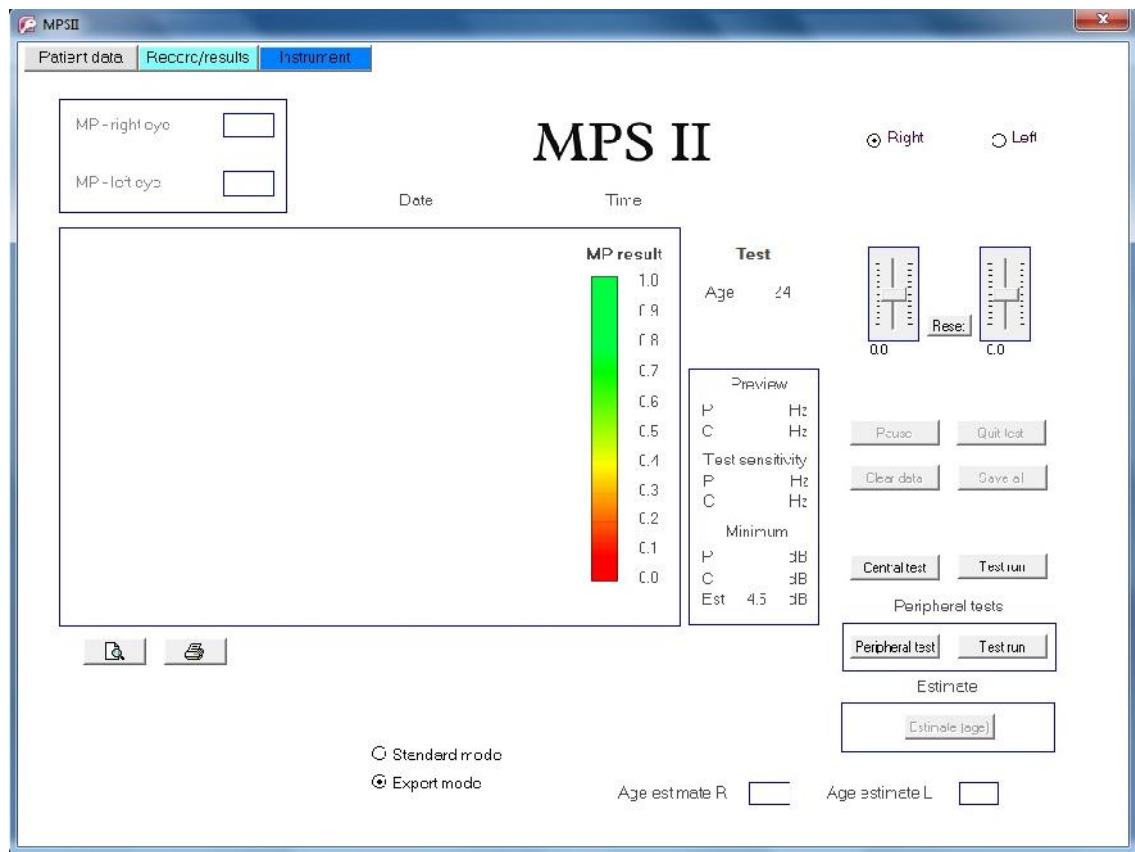 MPSII
Patient data Record/results Instrument
MP - right eye
MPS II
Right Left
MP - left eye
Date Time
MP result
Test
1.0
Age 24
0.9
Reset
0.8
0.0 0.0
0.7
Preview
0.6
P Hz
0.5
C Hz
Pause Quit test
0.4
Test sensitivity
P Hz
Clear data Save all
0.3
C Hz
0.2
Minimum
0.1
P dB
Central test Test run
0.0
C dB
Est 4.5 dB
Peripheral tests
Peripheral test Test run
Estimate
Estimate (age)
Standard mode
Expert mode
Age estimate R Age estimate L